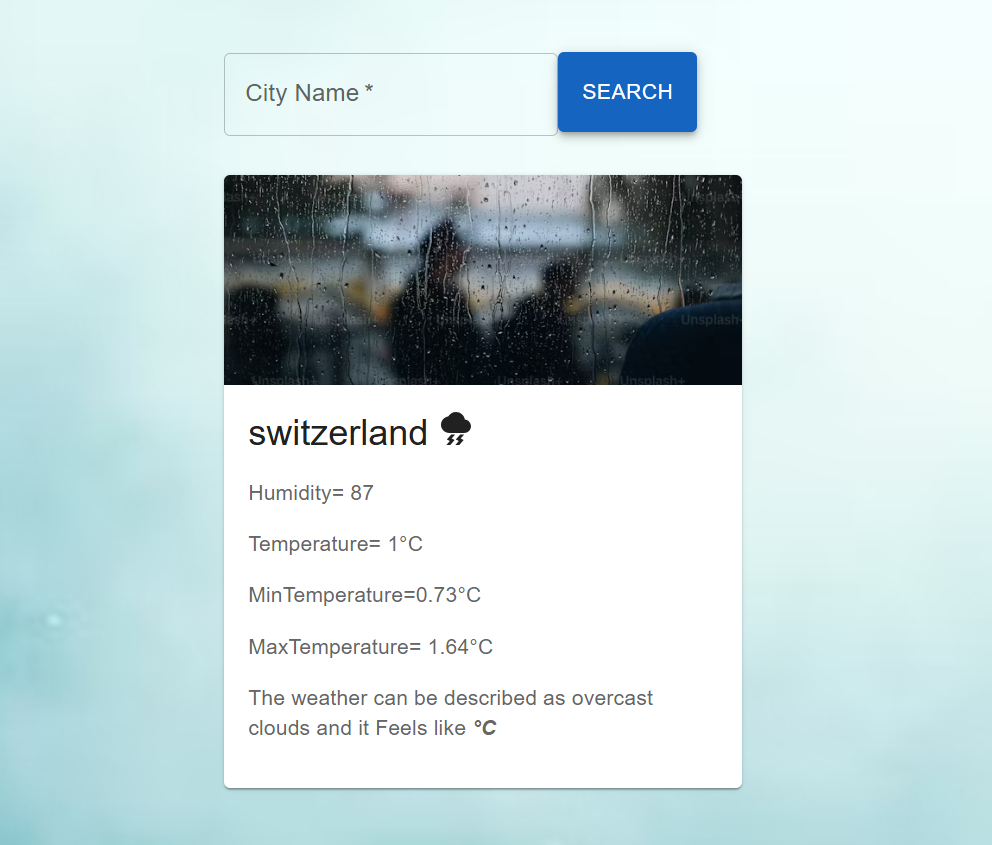 City Name *
SEARCH
Unsplash+
Unsplash+
Unsplash+
Unsplash+
switzerland
Humidity= 87
Temperature= 1°C
MinTemperature=0.73°C
MaxTemperature= 1.64°C
The weather can be described as overcast
clouds and it Feels like °C